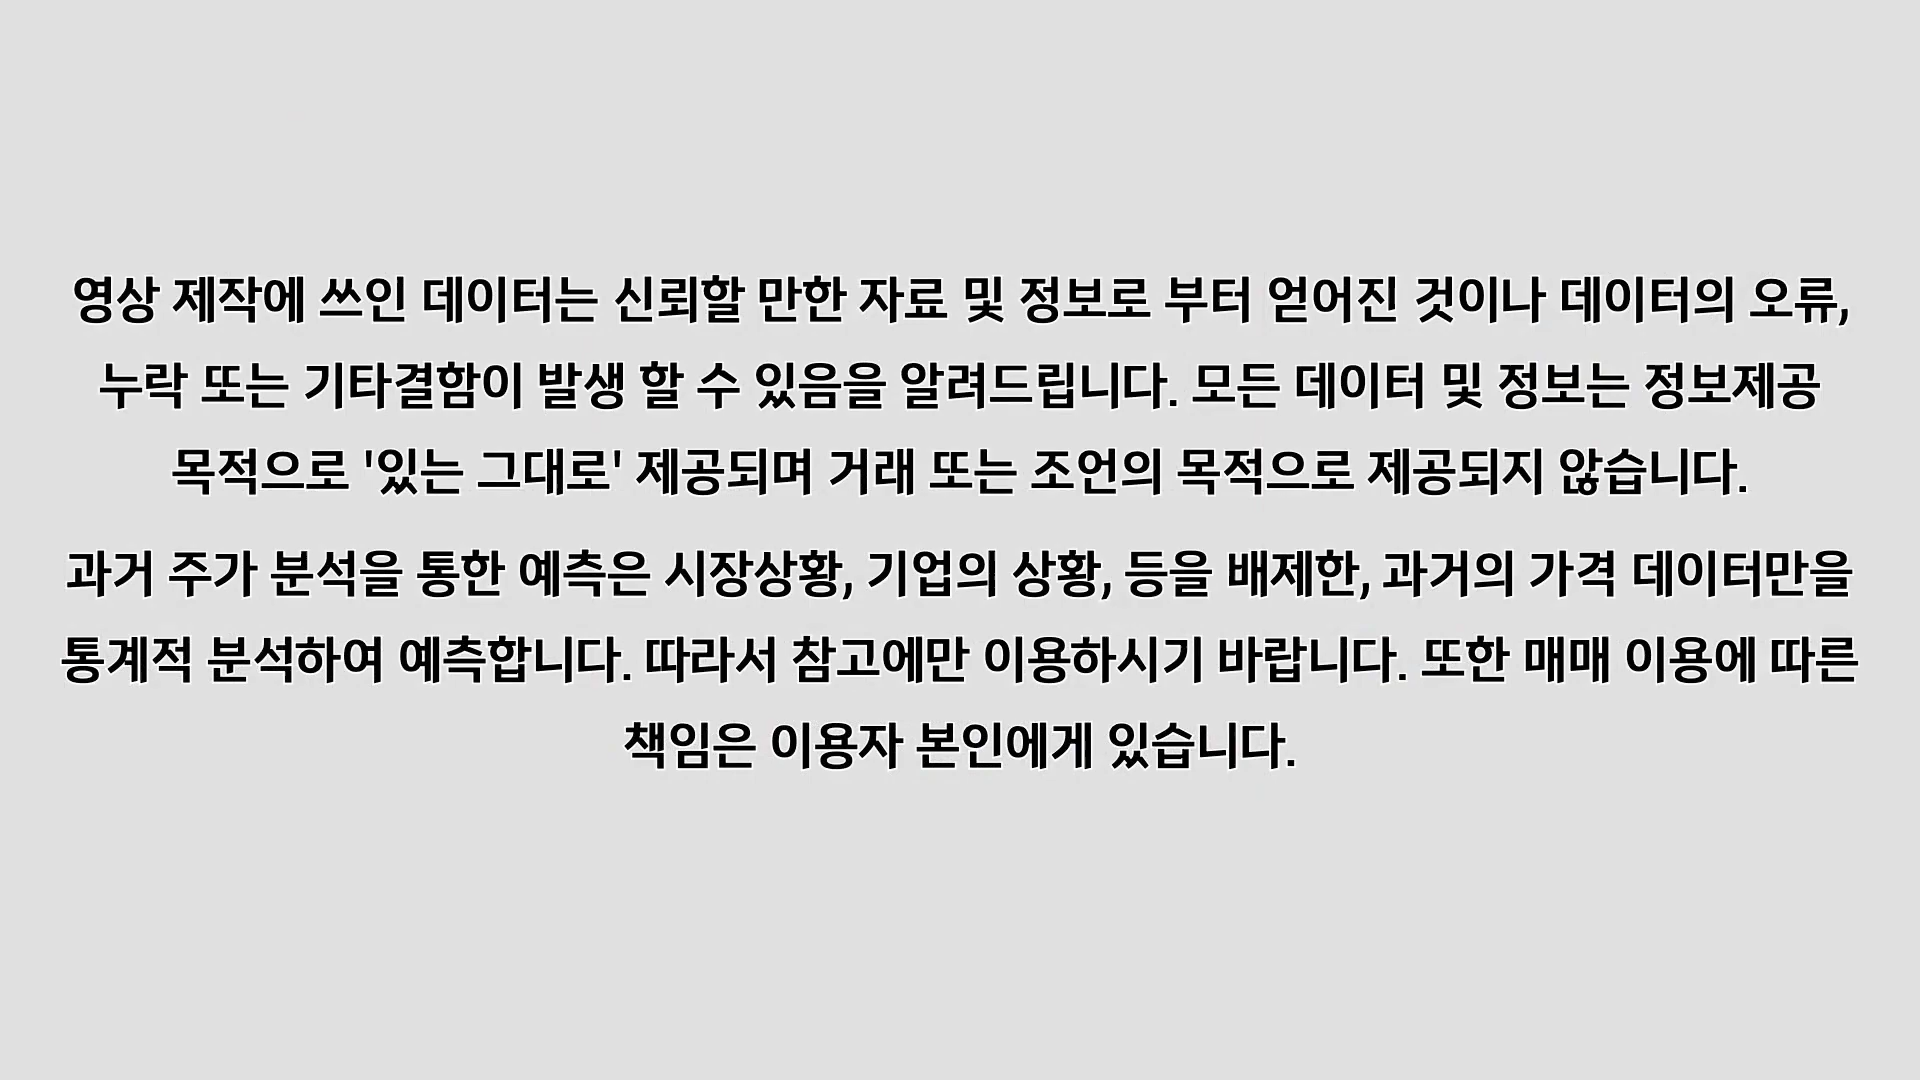 영상 제작에 쓰인 데이터는 신뢰할 만한 자료 및 정보로 부터 얻어진 것이나 데이터의 오류,
누락 또는 기타결함이 발생 할 수 있음을 알려드립니다. 모든 데이터 및 정보는 정보제공
목적으로 '있는 그대로' 제공되며 거래 또는 조언의 목적으로 제공되지 않습니다.
과거 주가 분석을 통한 예측은 시장상황, 기업의 상황, 등을 배제한, 과거의 가격 데이터만을
통계적 분석하여 예측합니다. 따라서 참고에만 이용하시기 바랍니다. 또한 매매 이용에 따른
책임은 이용자 본인에게 있습니다.